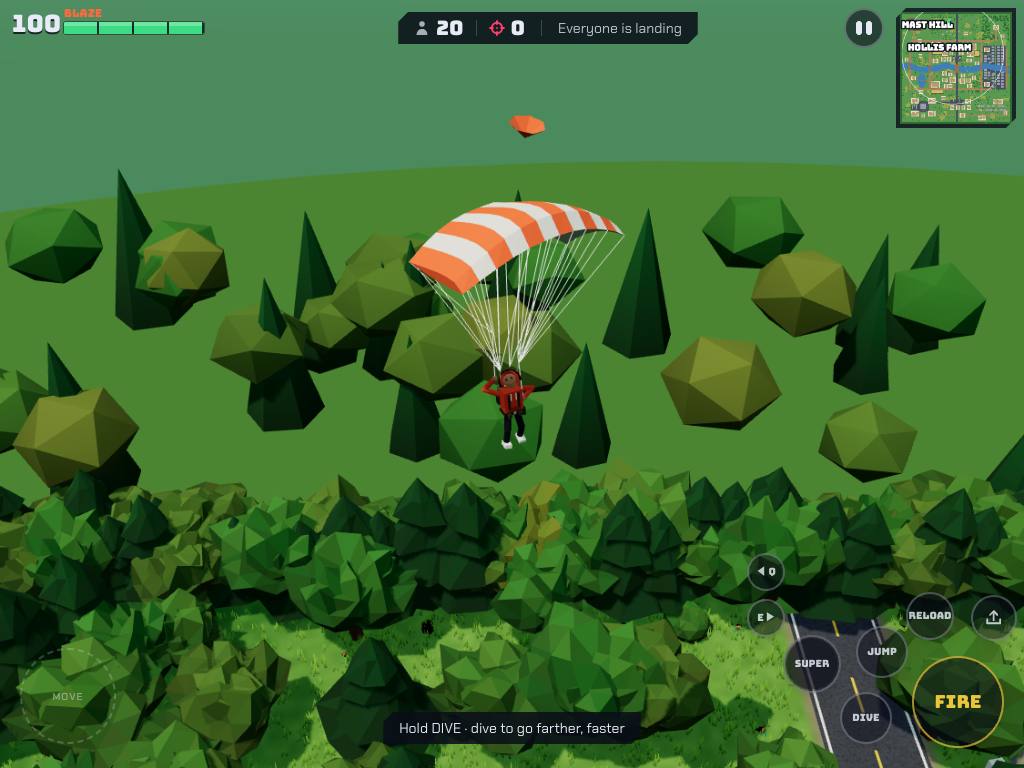 100 BLAZE
20 0 Everyone is landing
MAST HILL
HOLLIS FARM
Q
E
RELOAD
JUMP
SUPER
MOVE
FIRE
DIVE
Hold DIVE · dive to go farther, faster